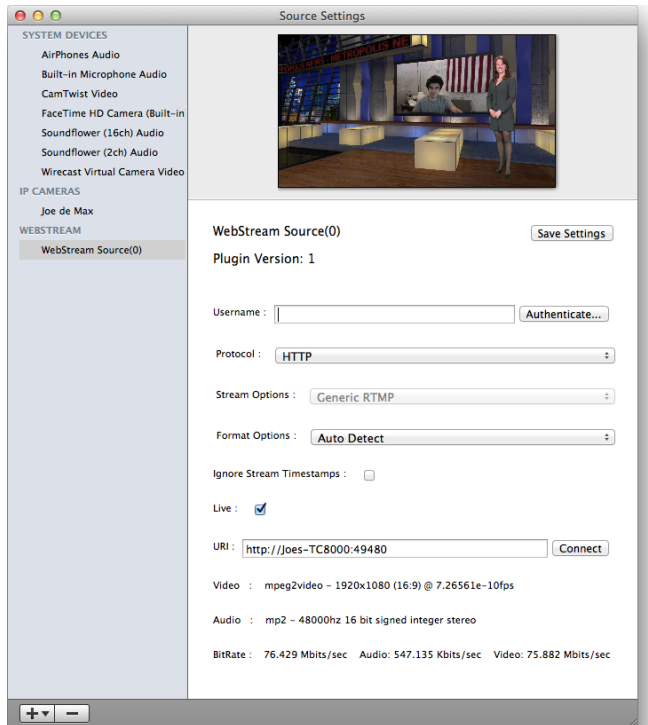 Source Settings
SYSTEM DEVICES
AirPhones Audio
Built-in Microphone Audio
CamTwist Video
FaceTime HD Camera (Built-in
Soundflower (16ch) Audio
Soundflower (2ch) Audio
Wirecast Virtual Camera Video
IP CAMERAS
Joe de Max
WEBSTREAM
WebStream Source(0)
METROPOLIS NE
WebStream Source(0)
Save Settings
Plugin Version: 1
Username :
Authenticate...
Protocol : HTTP
Stream Options : Generic RTMP
Format Options : Auto Detect
Ignore Stream Timestamps :
Live :
URI : http://Joes-TC8000:49480 Connect
Video : mpeg2video - 1920x1080 (16:9) @ 7.26561e-10fps
Audio : mp2 - 48000hz 16 bit signed integer stereo
BitRate : 76.429 Mbits/sec Audio: 547.135 Kbits/sec Video: 75.882 Mbits/sec